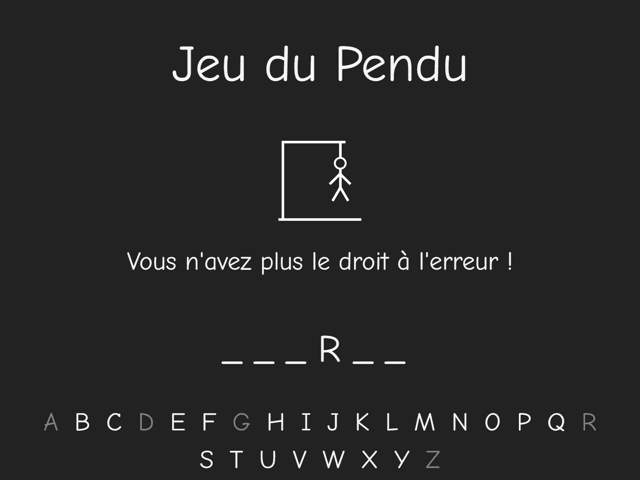 Jeu du Pendu
Vous n'avez plus le droit à l'erreur !
_ _ _ R _ _
A B C D E F G H I J K L M N O P Q R
S T U V W X Y Z